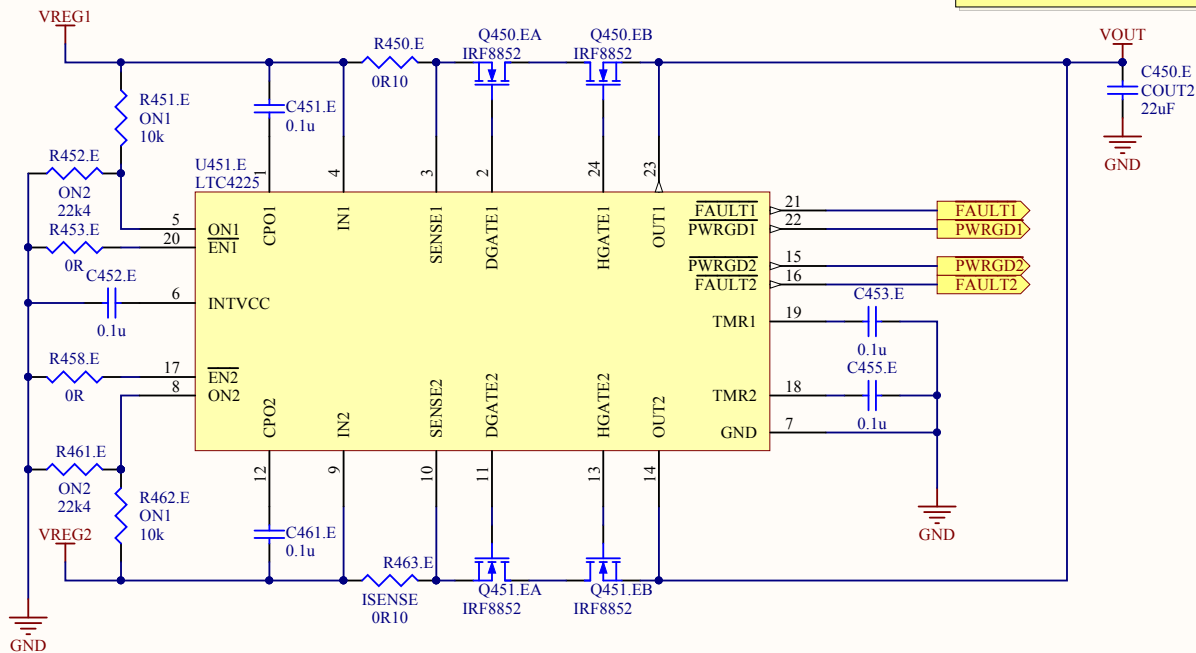 VREG1
VOUT
R450.E
0R10
Q450.EA
IRF8852
Q450.EB
IRF8852
C450.E
COUT2
22uF
GND
R451.E
ON1
10k
C451.E
0.1u
R452.E
ON2
22k4
U451.E
LTC4225
1
4
3
2
24
23
CPO1
IN1
SENSE1
DGATE1
HGATE1
OUT1
5
ON1
20
EN1
R453.E
0R
C452.E
0.1u
6
INTVCC
FAULT1
21
FAULT1
PWRGD1
22
PWRGD1
PWRGD2
15
PWRGD2
FAULT2
16
FAULT2
TMR1
19
C453.E
0.1u
R458.E
0R
17
EN2
8
ON2
TMR2
18
C455.E
0.1u
GND
7
GND
CPO2
IN2
SENSE2
DGATE2
HGATE2
OUT2
12
9
10
11
13
14
R461.E
ON2
22k4
R462.E
ON1
10k
C461.E
0.1u
VREG2
R463.E
ISENSE
0R10
Q451.EA
IRF8852
Q451.EB
IRF8852
GND